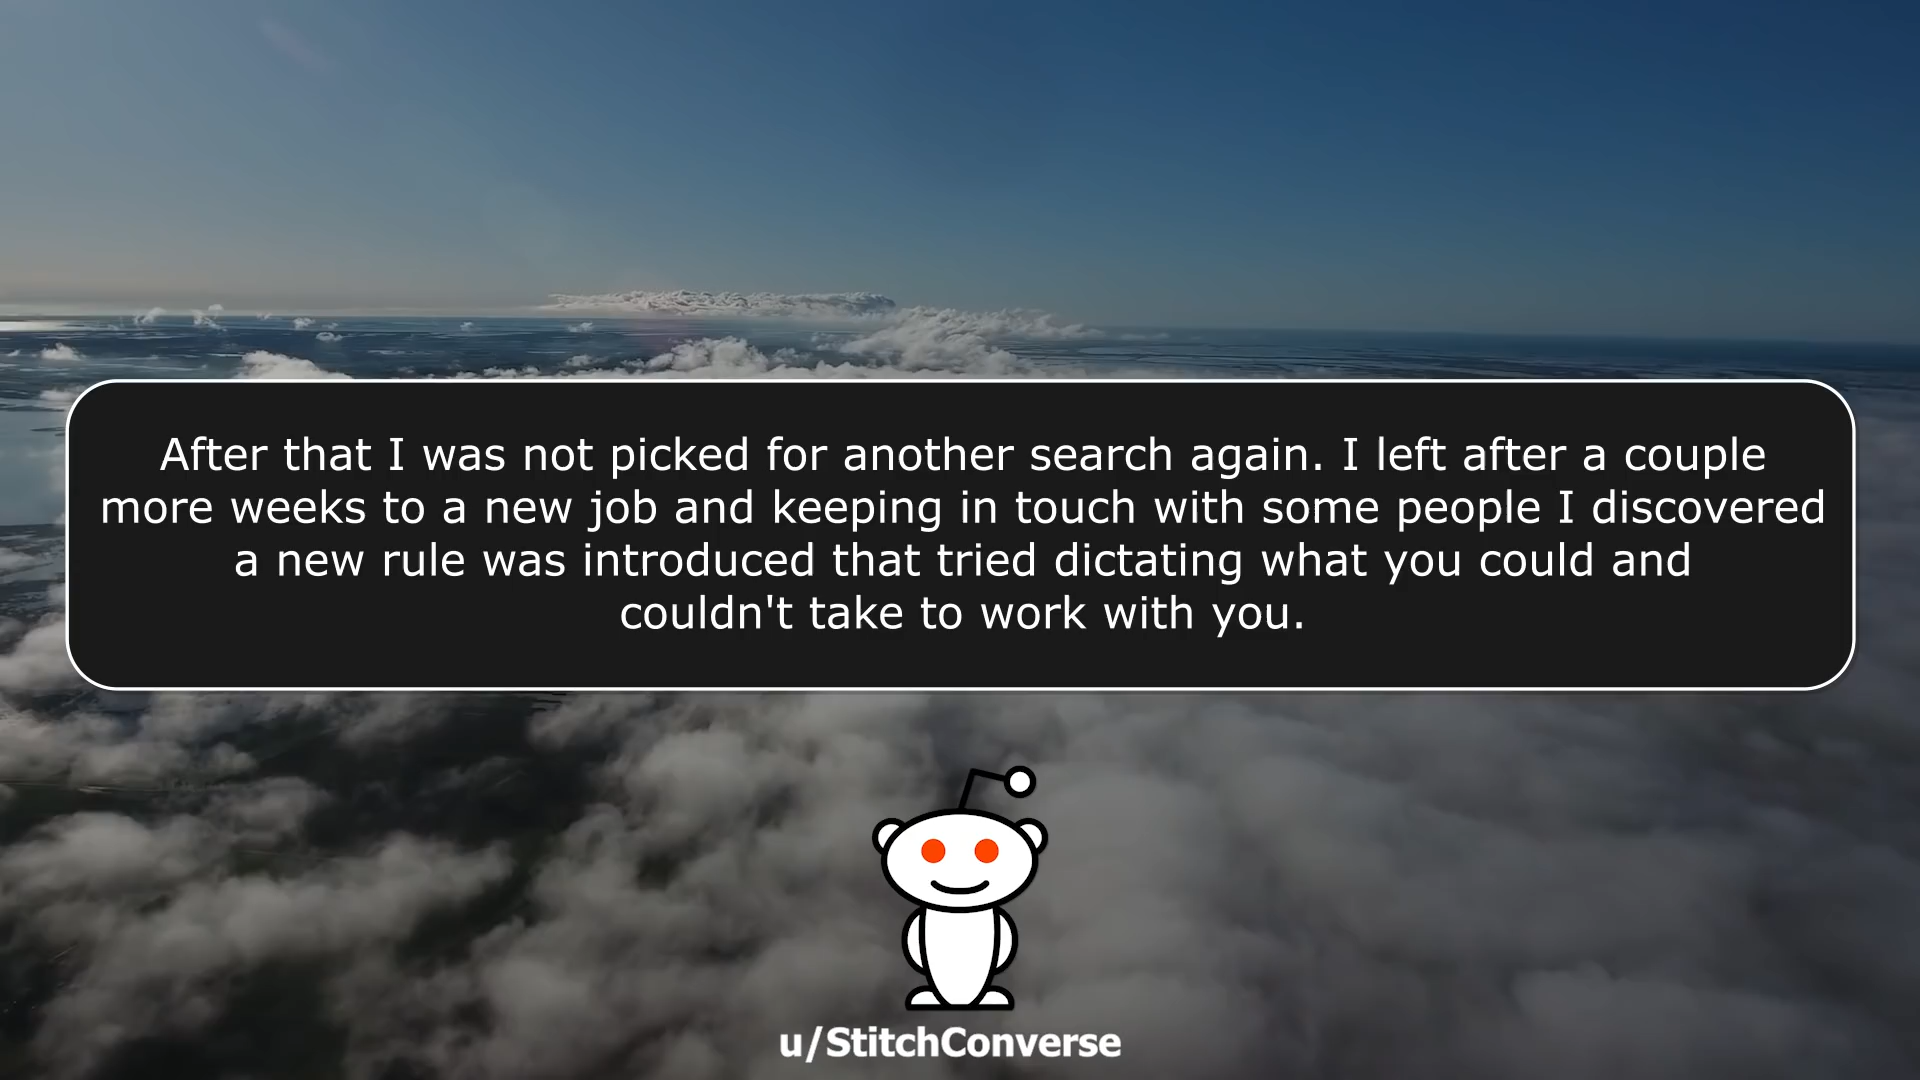 After that I was not picked for another search again. I left after a couple
more weeks to a new job and keeping in touch with some people I discovered
a new rule was introduced that tried dictating what you could and
couldn't take to work with you.
u/StitchConverse